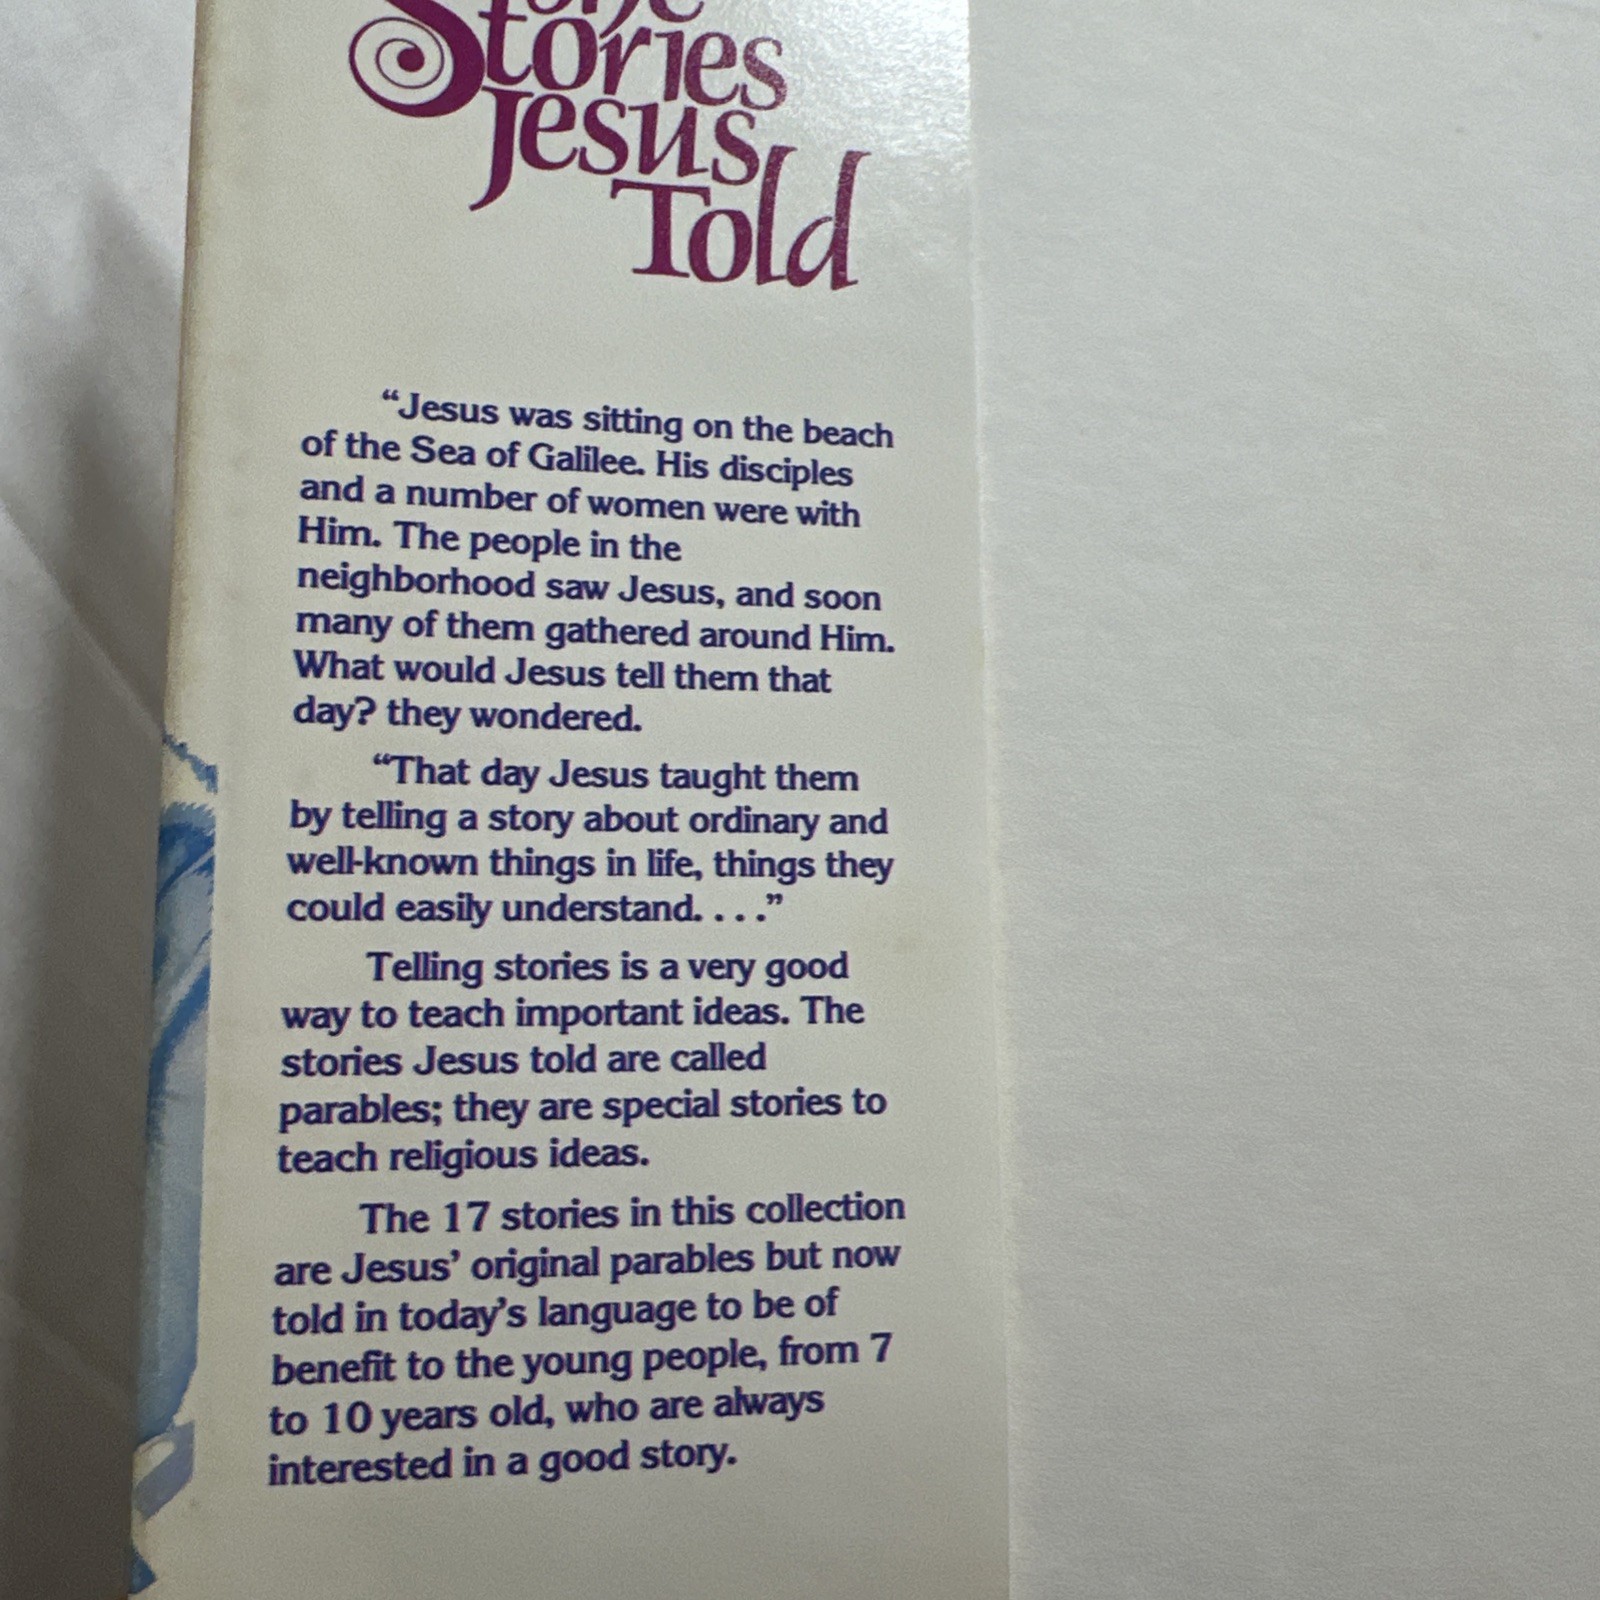 Stories
Jesus
Told
“Jesus was sitting on the beach
of the Sea of Galilee. His disciples
and a number of women were with
Him. The people in the
neighborhood saw Jesus, and soon
many of them gathered around Him.
What would Jesus tell them that
day? they wondered.
“That day Jesus taught them
by telling a story about ordinary and
well-known things in life, things they
could easily understand. . . .”
Telling stories is a very good
way to teach important ideas. The
stories Jesus told are called
parables; they are special stories to
teach religious ideas.
The 17 stories in this collection
are Jesus’ original parables but now
told in today’s language to be of
benefit to the young people, from 7
to 10 years old, who are always
interested in a good story.